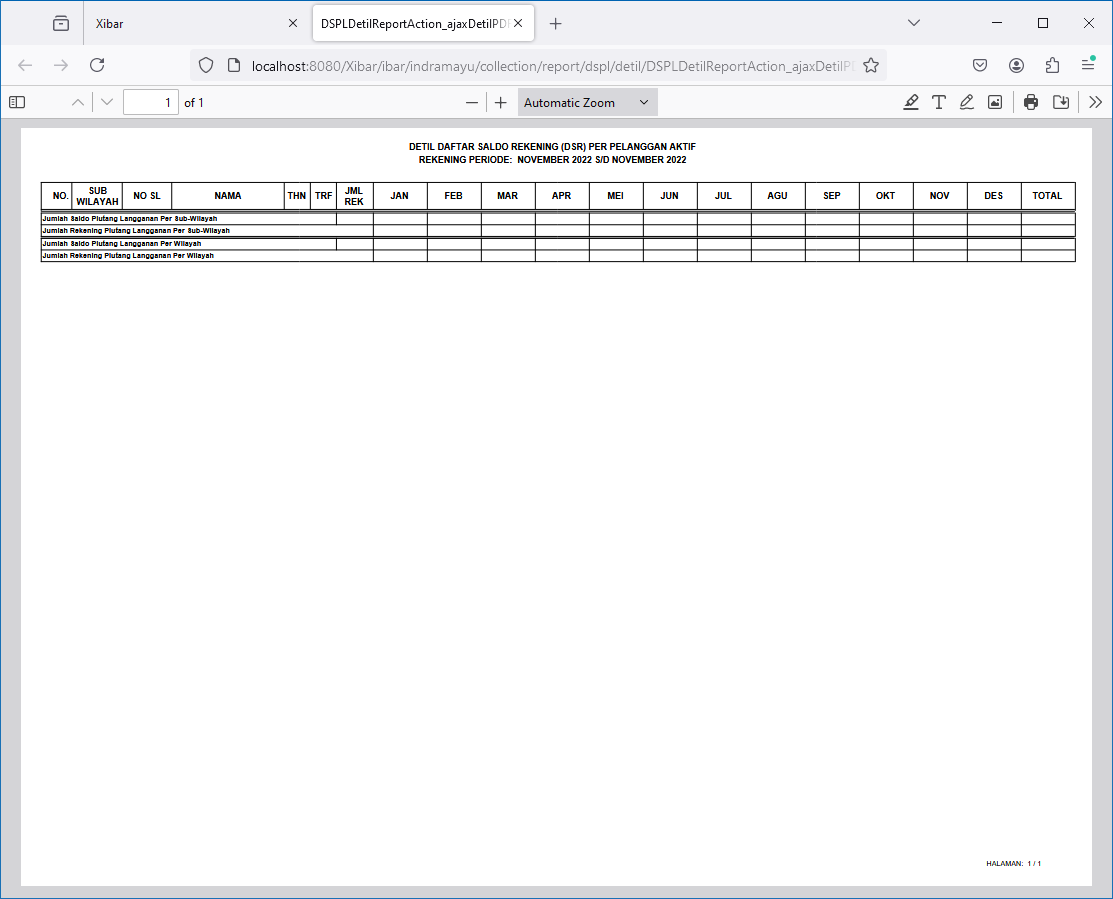 Xibar
DSPLDetilReportAction_ajaxDetilPD
localhost:8080/Xibar/ibar/indramayu/collection/report/dspl/detil/DSPLDetilReportAction_ajaxDetilP
1 of 1
Automatic Zoom
DETIL DAFTAR SALDO REKENING (DSR) PER PELANGGAN AKTIF
REKENING PERIODE: NOVEMBER 2022 S/D NOVEMBER 2022
NO. SUB WILAYAH NO SL NAMA THN TRF JML REK JAN FEB MAR APR MEI JUN JUL AGU SEP OKT NOV DES TOTAL
Jumlah Saldo Piutang Langganan Per Sub-Wilayah
Jumlah Rekening Piutang Langganan Per Sub-Wilayah
Jumlah Saldo Piutang Langganan Per Wilayah
Jumlah Rekening Piutang Langganan Per Wilayah
HALAMAN: 1 / 1